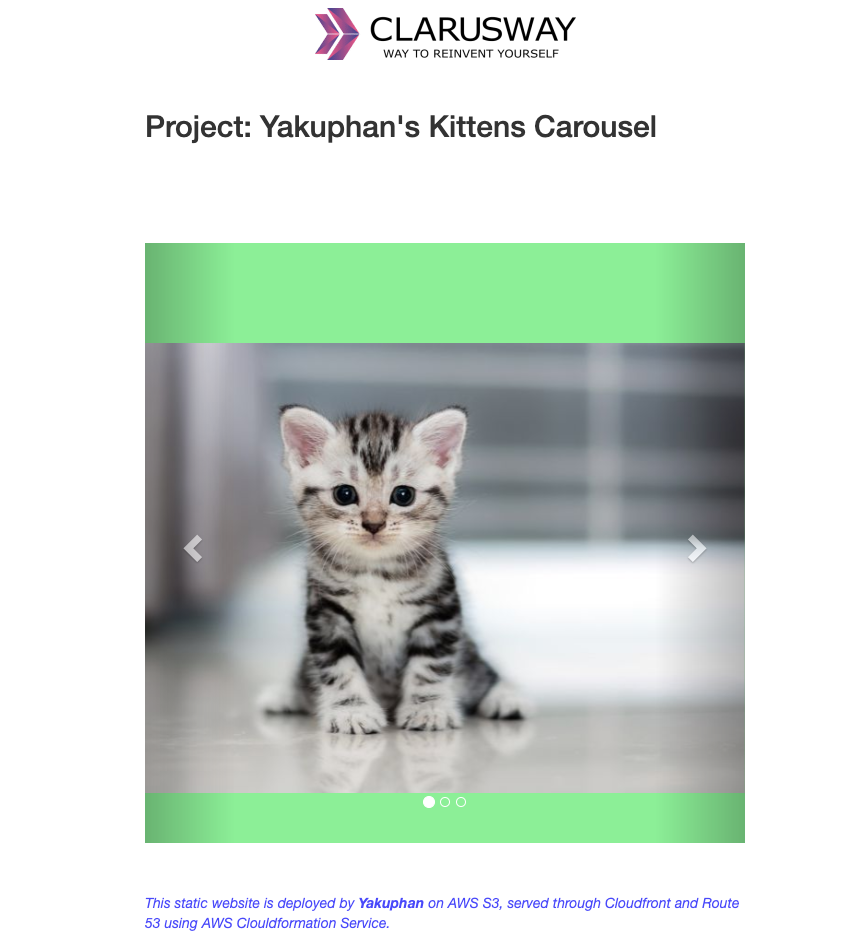 CLARUSWAY
WAY TO REINVENT YOURSELF
Project: Yakuphan's Kittens Carousel
This static website is deployed by Yakuphan on AWS S3, served through Cloudfront and Route
53 using AWS Clouldformation Service.